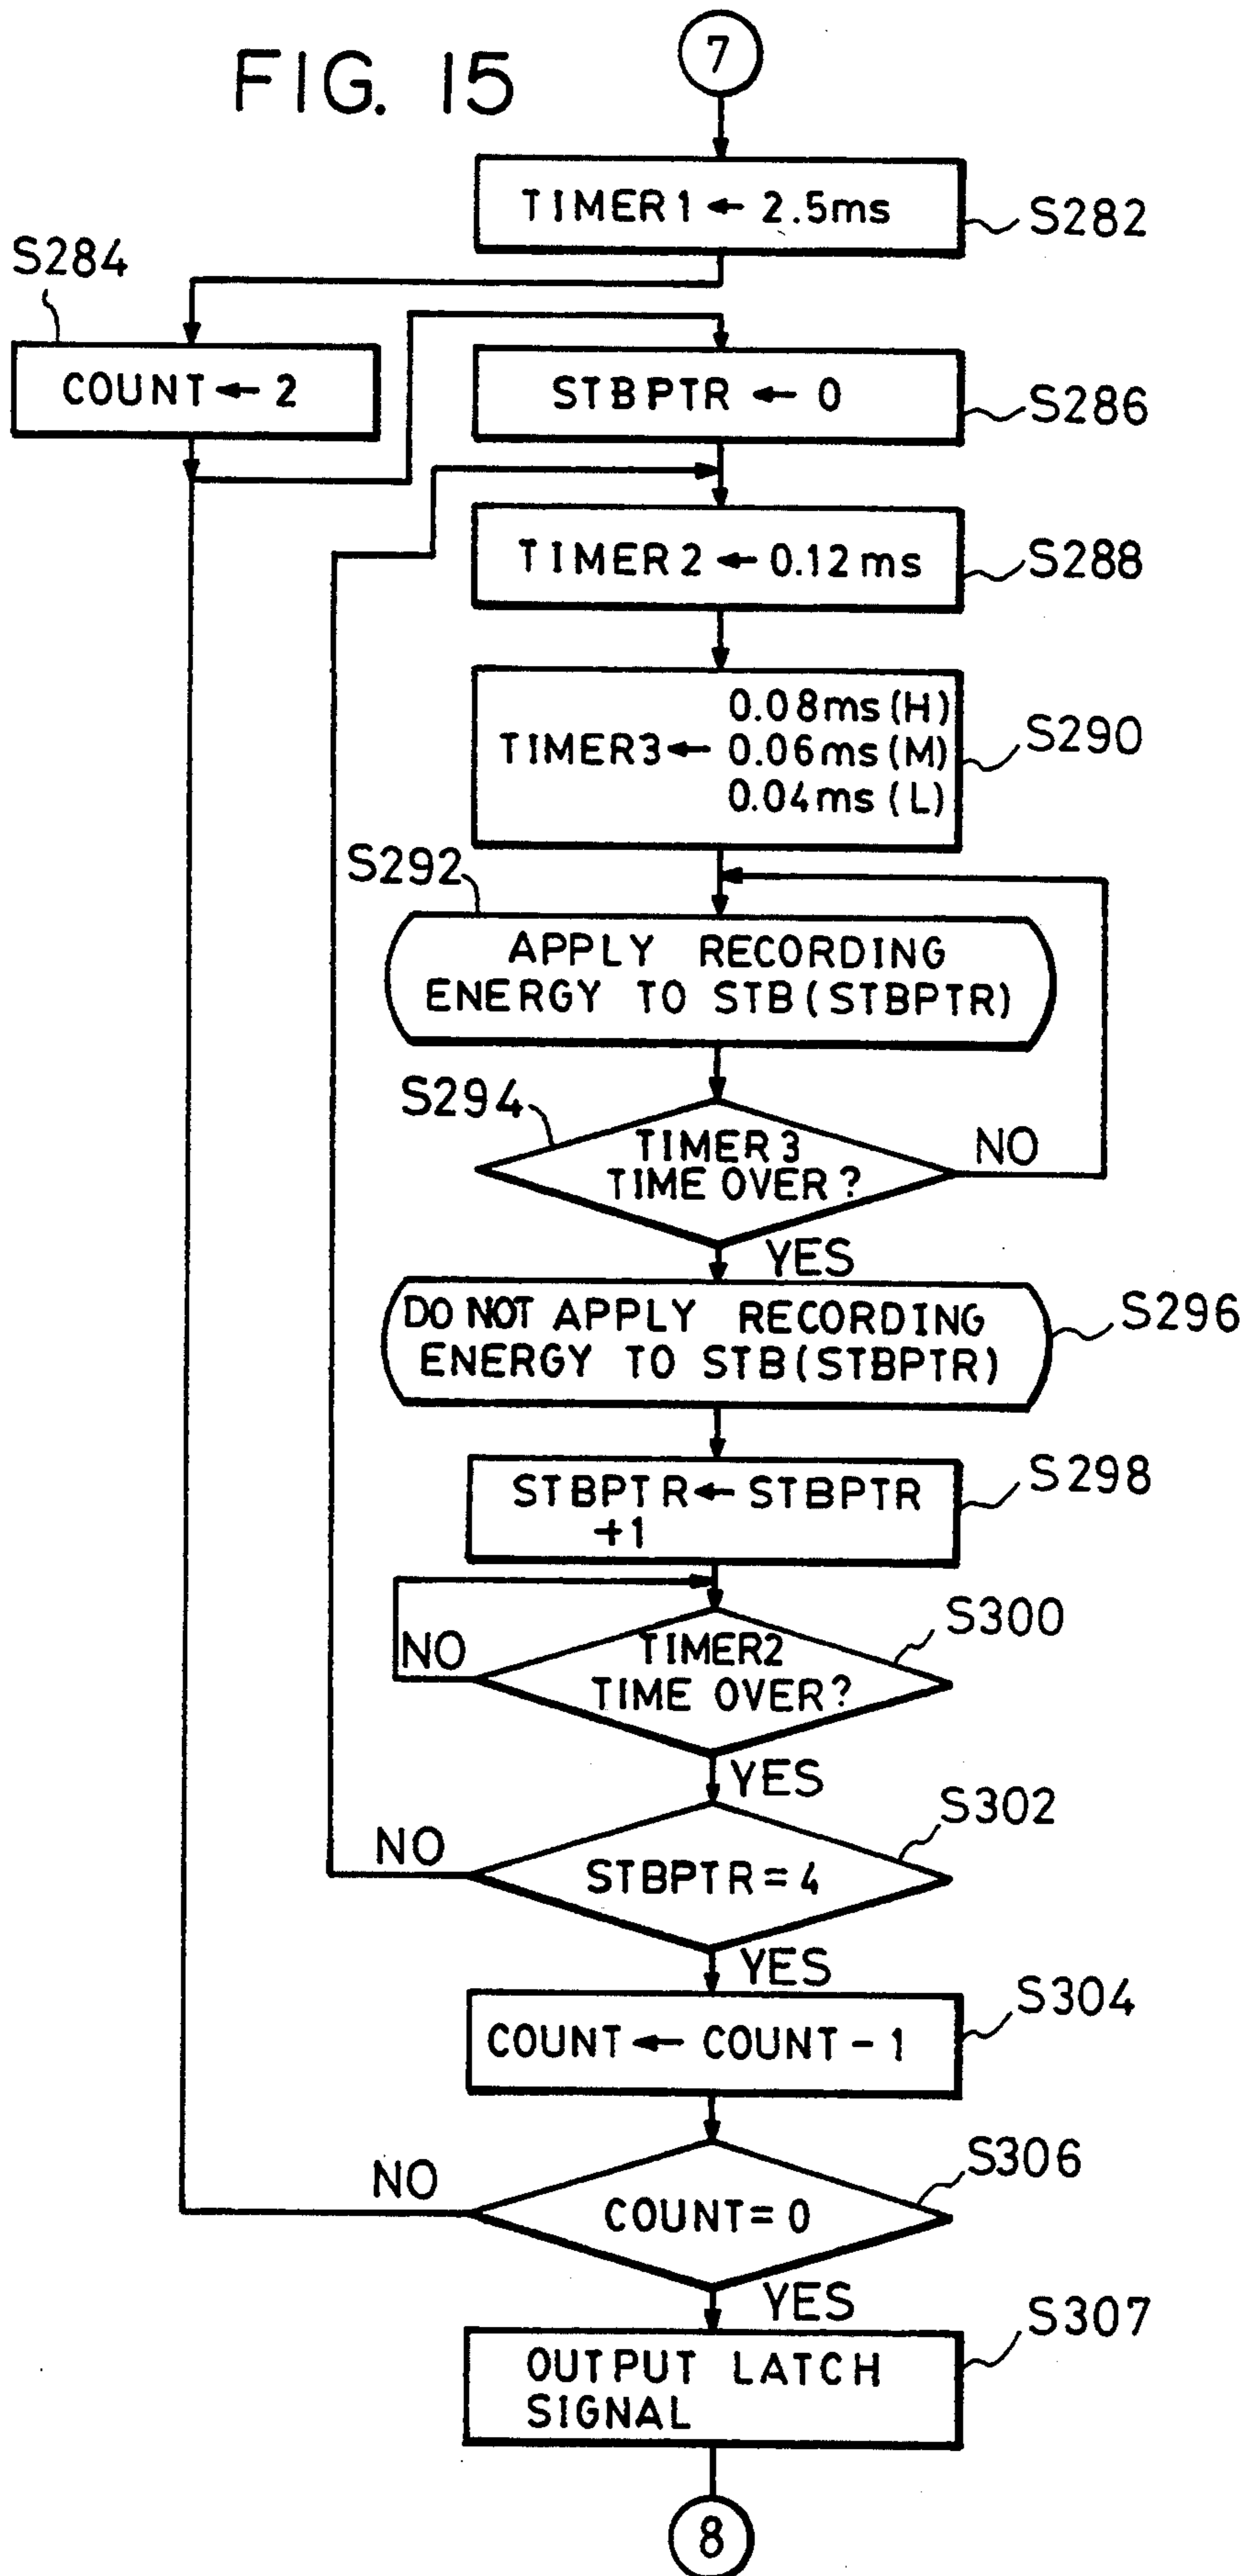 FIG. 15
7
TIMER1 ← 2.5ms
S282
S284
COUNT ← 2
STBPTR ← 0
S286
TIMER2 ← 0.12ms
S288
0.08ms (H)
TIMER3 ← 0.06ms (M)
0.04ms (L)
S290
S292
APPLY RECORDING
ENERGY TO STB (STBPTR)
S294
TIMER3
TIME OVER?
NO
YES
DO NOT APPLY RECORDING
ENERGY TO STB (STBPTR)
S296
STBPTR ← STBPTR
+1
S298
S300
NO
TIMER2
TIME OVER?
YES
S302
NO
STBPTR = 4
YES
S304
COUNT ← COUNT - 1
S306
NO
COUNT = 0
YES
S307
OUTPUT LATCH
SIGNAL
8